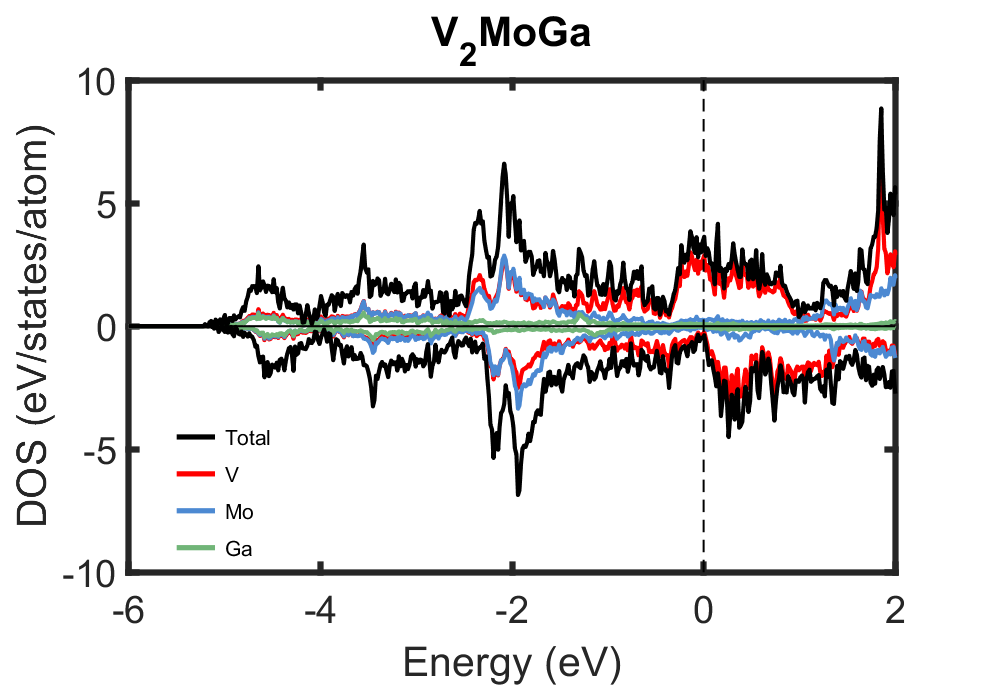 V₂MoGa
10
5
0
-5
-10
DOS (eV/states/atom)
Total
V
Mo
Ga
-6 -4 -2 0 2
Energy (eV)